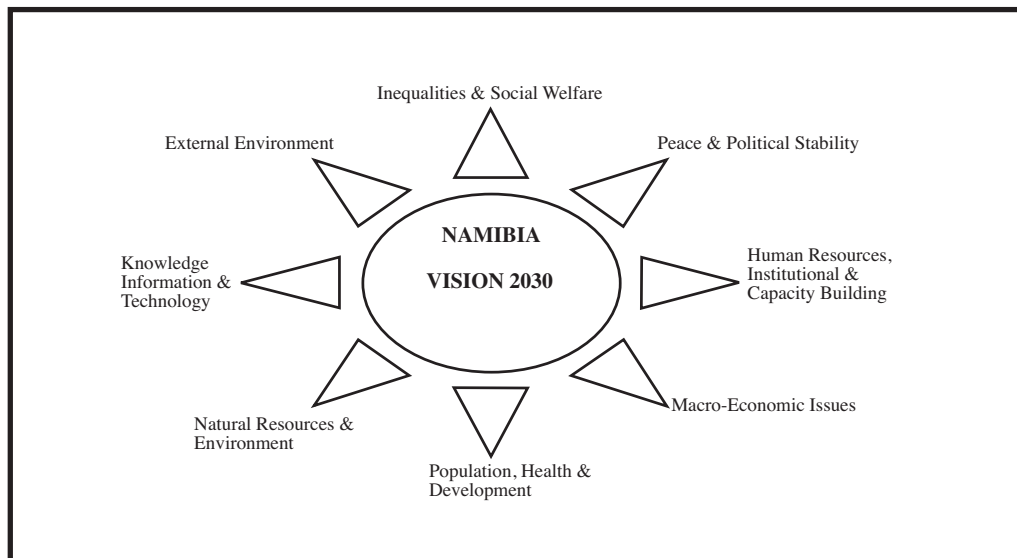 Inequalities & Social Welfare
External Environment
Peace & Political Stability
NAMIBIA
VISION 2030
Knowledge
Information &
Technology
Human Resources,
Institutional &
Capacity Building
Natural Resources &
Environment
Macro-Economic Issues
Population, Health &
Development